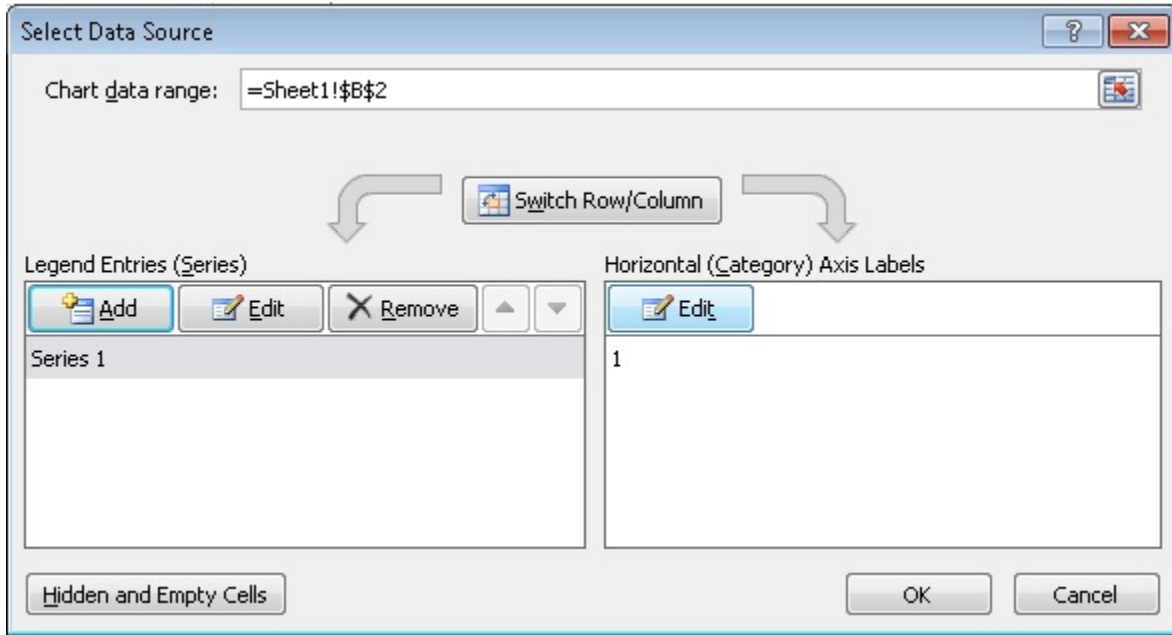 Select Data Source
Chart data range: =Sheet1!$B$2
Switch Row/Column
Legend Entries (Series)
Horizontal (Category) Axis Labels
Add Edit Remove
Edit
Series 1
1
Hidden and Empty Cells
OK Cancel